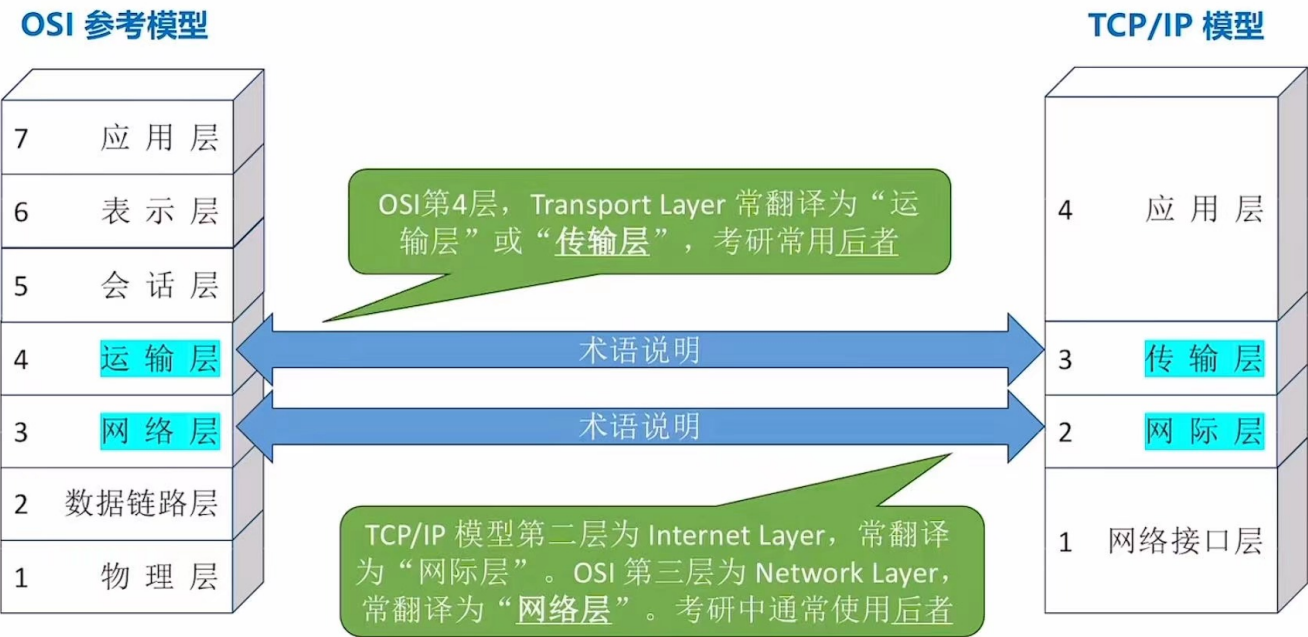 OSI 参考模型
TCP/IP 模型
7 应用层
6 表示层
5 会话层
4 运输层
3 网络层
2 数据链路层
1 物理层
OSI第4层，Transport Layer 常翻译为“运
输层”或“传输层”，考研常用后者
术语说明
术语说明
TCP/IP 模型第二层为 Internet Layer，常翻译
为“网际层”。OSI 第三层为 Network Layer，
常翻译为“网络层”。考研中通常使用后者
4 应用层
3 传输层
2 网际层
1 网络接口层